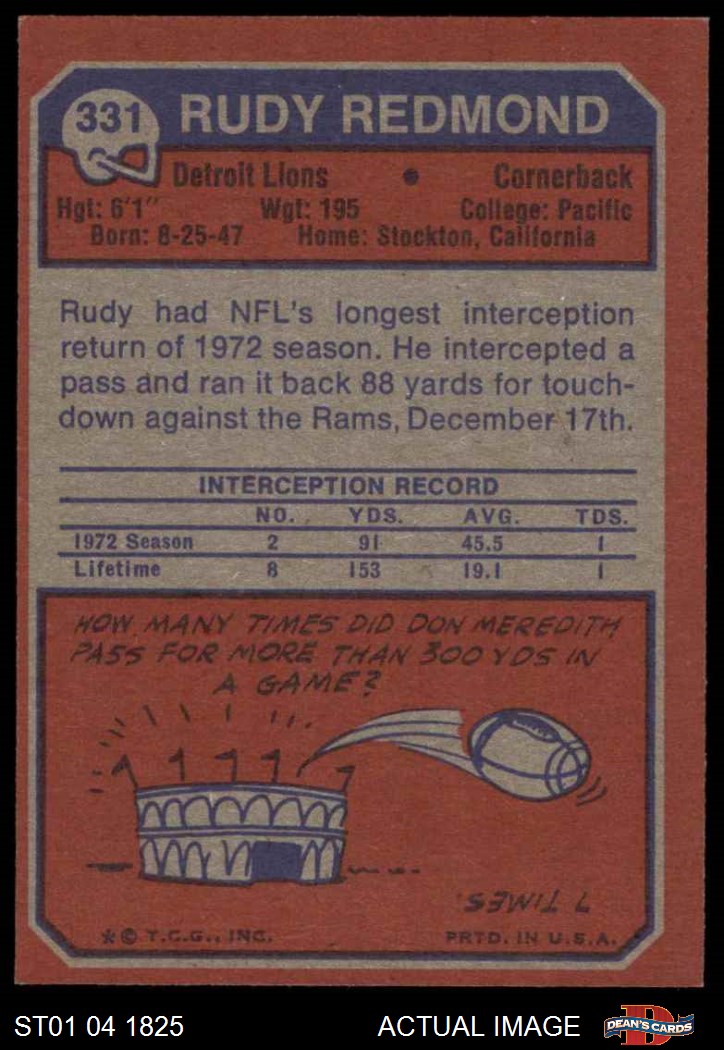 331 RUDY REDMOND
Detroit Lions • Cornerback
Hgt: 6'1" Wgt: 195 College: Pacific
Born: 8-25-47 Home: Stockton, California
Rudy had NFL's longest interception
return of 1972 season. He intercepted a
pass and ran it back 88 yards for touch-
down against the Rams, December 17th.
INTERCEPTION RECORD
NO. YDS. AVG. TDS.
1972 Season 2 91 45.5 1
Lifetime 8 153 19.1 1
HOW MANY TIMES DID DON MEREDITH
PASS FOR MORE THAN 300 YDS IN
A GAME?
7 TIMES.
* © T.C.G., INC. PRTD. IN U.S.A.
ST01 04 1825 ACTUAL IMAGE D DEAN'S CARDS